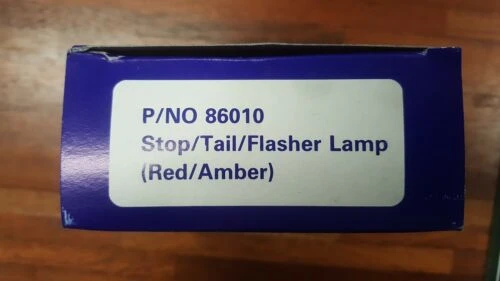 P/NO 86010
Stop/Tail/Flasher Lamp
(Red/Amber)